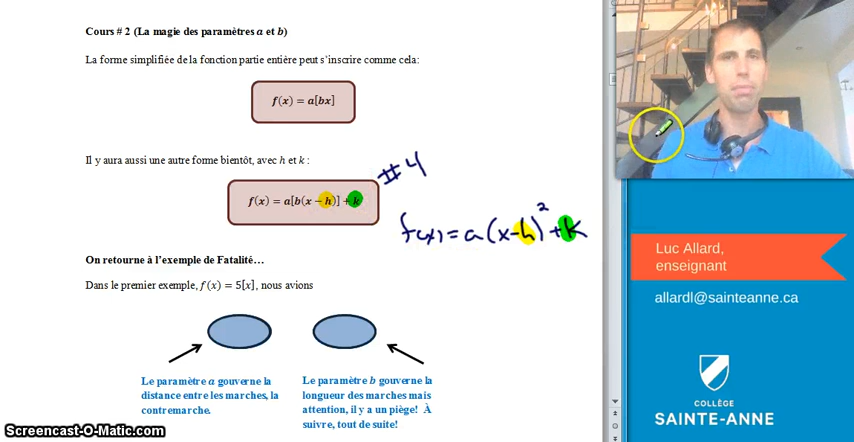 Cours # 2 (La magie des paramètres a et b)
La forme simplifiée de la fonction partie entière peut s'inscrire comme cela:
f(x) = a[bx]
Il y aura aussi une autre forme bientôt, avec h et k :
#4
f(x) = a[b(x − h)] + k
f(x) = a(x-h)² + k
On retourne à l'exemple de Fatalité…
Dans le premier exemple, f(x) = 5[x], nous avions
Le paramètre a gouverne la
distance entre les marches, la
contremarche.
Le paramètre b gouverne la
longueur des marches mais
attention, il y a un piège! À
suivre, tout de suite!
Luc Allard,
enseignant
allardl@sainteanne.ca
COLLÈGE
SAINTE-ANNE
Screencast-O-Matic.com